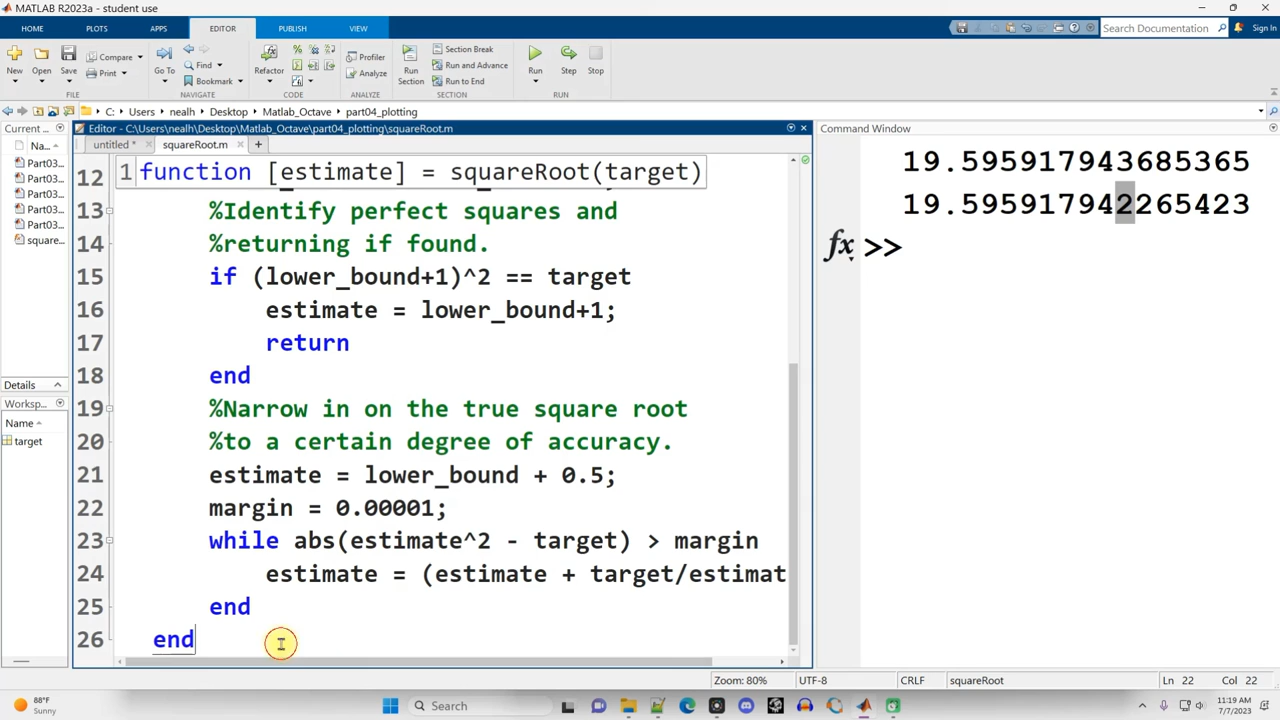 MATLAB R2023a - student use
HOME PLOTS APPS EDITOR PUBLISH VIEW Search Documentation Sign In
New Open Save Compare Print Go To Find Bookmark Refactor Profiler Analyze Run Section Section Break Run and Advance Run to End Run Step Stop
FILE NAVIGATE CODE ANALYZE SECTION RUN
C: Users nealh Desktop Matlab_Octave part04_plotting
Current ...
Na...
Part03...
Part03...
Part03...
Part03...
Part03...
square...
Details
Worksp...
Name
target
Editor - C:\Users\nealh\Desktop\Matlab_Octave\part04_plotting\squareRoot.m
untitled * squareRoot.m +
1 function [estimate] = squareRoot(target)
12
13 %Identify perfect squares and
14 %returning if found.
15 if (lower_bound+1)^2 == target
16 estimate = lower_bound+1;
17 return
18 end
19 %Narrow in on the true square root
20 %to a certain degree of accuracy.
21 estimate = lower_bound + 0.5;
22 margin = 0.00001;
23 while abs(estimate^2 - target) > margin
24 estimate = (estimate + target/estimat
25 end
26 end
Command Window
19.595917943685365
19.595917942265423
fx >>
Zoom: 80% UTF-8 CRLF squareRoot Ln 22 Col 22
88°F
Sunny
Search
11:19 AM
7/7/2023